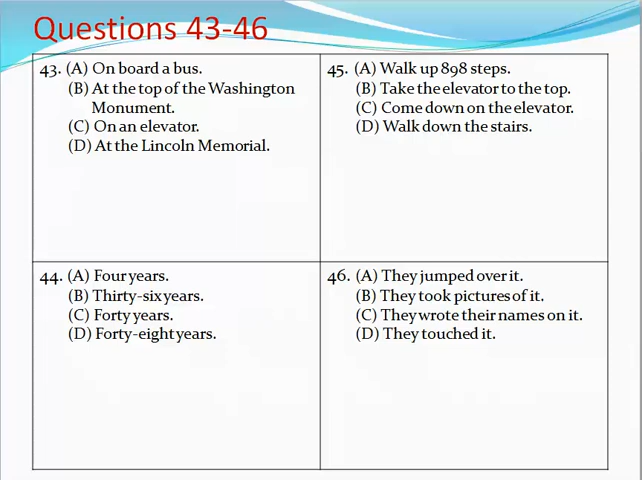 Questions 43-46
43. (A) On board a bus.
(B) At the top of the Washington
Monument.
(C) On an elevator.
(D) At the Lincoln Memorial.
45. (A) Walk up 898 steps.
(B) Take the elevator to the top.
(C) Come down on the elevator.
(D) Walk down the stairs.
44. (A) Four years.
(B) Thirty-six years.
(C) Forty years.
(D) Forty-eight years.
46. (A) They jumped over it.
(B) They took pictures of it.
(C) They wrote their names on it.
(D) They touched it.